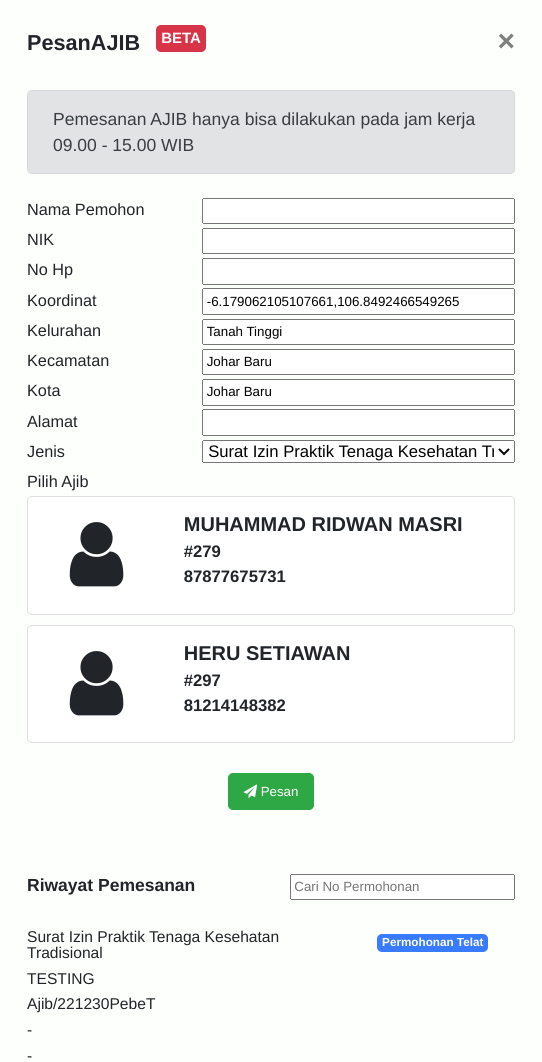 PesanAJIB BETA ×
Pemesanan AJIB hanya bisa dilakukan pada jam kerja
09.00 - 15.00 WIB
Nama Pemohon
NIK
No Hp
Koordinat -6.179062105107661,106.8492466549265
Kelurahan Tanah Tinggi
Kecamatan Johar Baru
Kota Johar Baru
Alamat
Jenis Surat Izin Praktik Tenaga Kesehatan
Pilih Ajib
MUHAMMAD RIDWAN MASRI
#279
87877675731
HERU SETIAWAN
#297
81214148382
Pesan
Riwayat Pemesanan Cari No Permohonan
Surat Izin Praktik Tenaga Kesehatan Permohonan Telat
Tradisional
TESTING
Ajib/221230PebeT
-
-